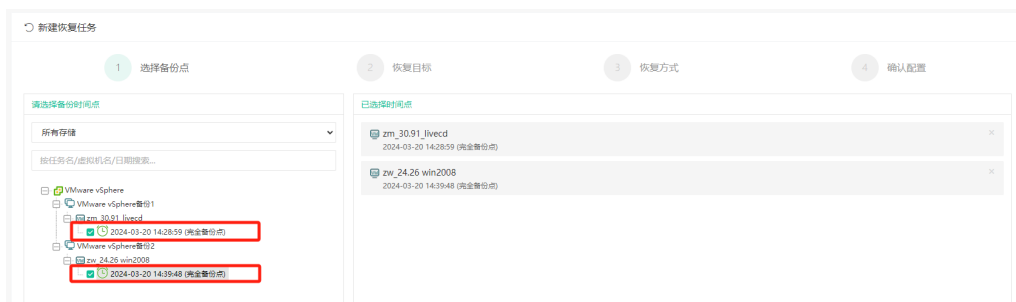 新建恢复任务
1 选择备份点
2 恢复目标
3 恢复方式
4 确认配置
请选择备份时间点
所有存储
按任务名/虚拟机名/日期搜索...
VMware vSphere
VMware vSphere备份1
zm_30.91_livecd
2024-03-20 14:28:59 (完全备份点)
VMware vSphere备份2
zw_24.26 win2008
2024-03-20 14:39:48 (完全备份点)
已选择时间点
zm_30.91_livecd
2024-03-20 14:28:59 (完全备份点)
zw_24.26 win2008
2024-03-20 14:39:48 (完全备份点)